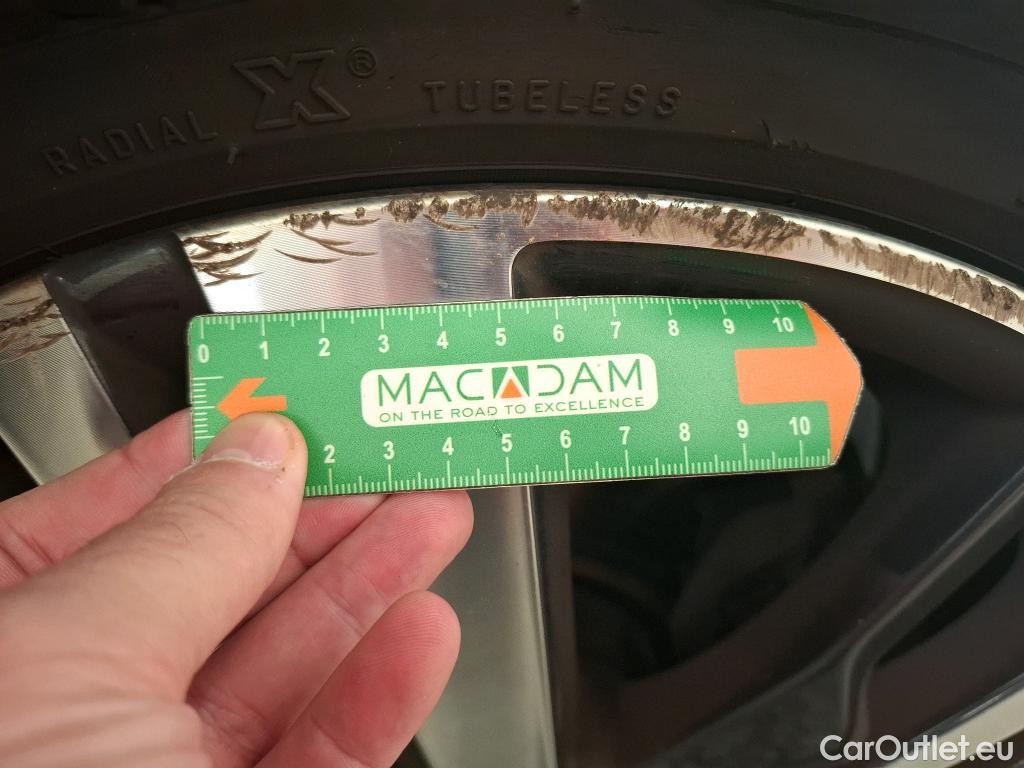 RADIAL X® TUBELESS
0 1 2 3 4 5 6 7 8 9 10
MACADAM
ON THE ROAD TO EXCELLENCE
2 3 4 5 6 7 8 9 10
CarOutlet.eu